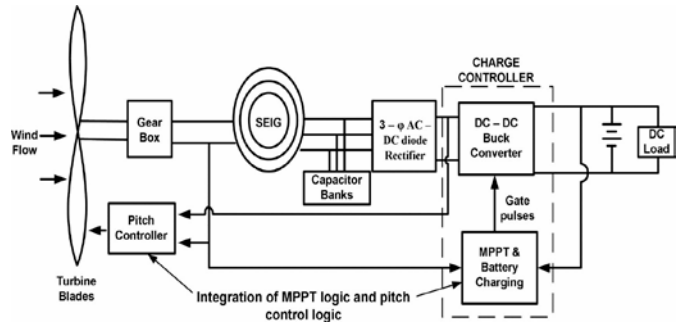 CHARGE
CONTROLLER
Wind
Flow
Gear
Box
SEIG
3 – φ AC –
DC diode
Rectifier
DC – DC
Buck
Converter
DC
Load
Capacitor
Banks
Gate
pulses
Pitch
Controller
MPPT &
Battery
Charging
Turbine
Blades
Integration of MPPT logic and pitch
control logic